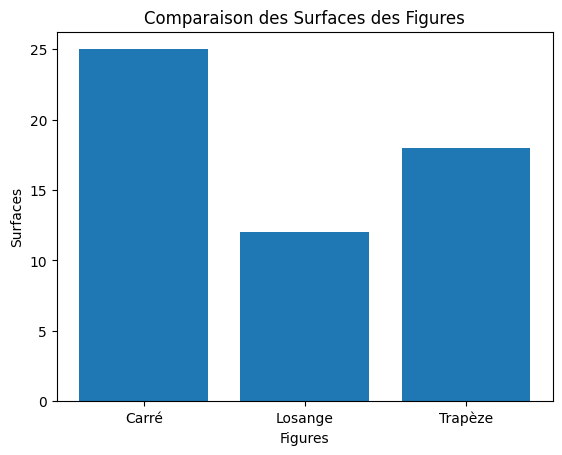 Comparaison des Surfaces des Figures
Surfaces
25
20
15
10
5
0
Carré
Losange
Trapèze
Figures